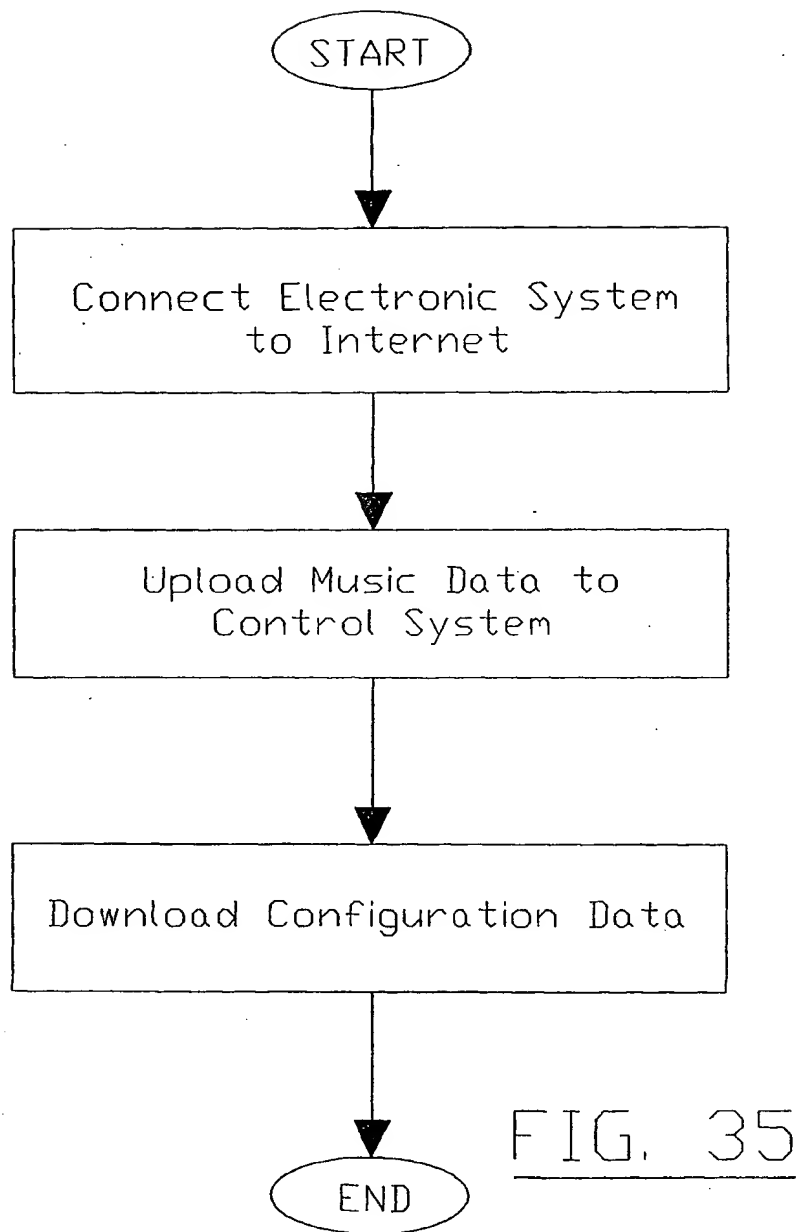 START
Connect Electronic System
to Internet
Upload Music Data to
Control System
Download Configuration Data
END
FIG. 35